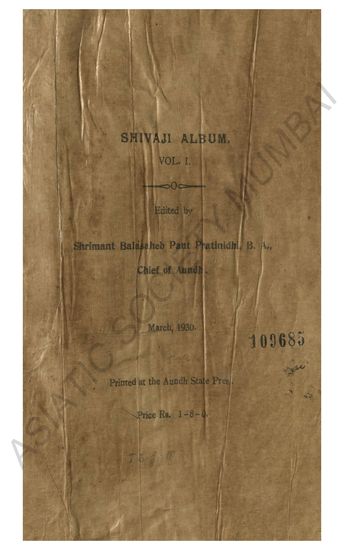 SHIVAJI ALBUM.
VOL. I.
Edited by
Shrimant Balasaheb Pant Pratinidhi, B. A.,
Chief of Aundh.
March, 1930.
109685
Printed at the Aundh State Press.
Price Rs. 1-8-0.
ASIATIC SOCIETY MUMBAI